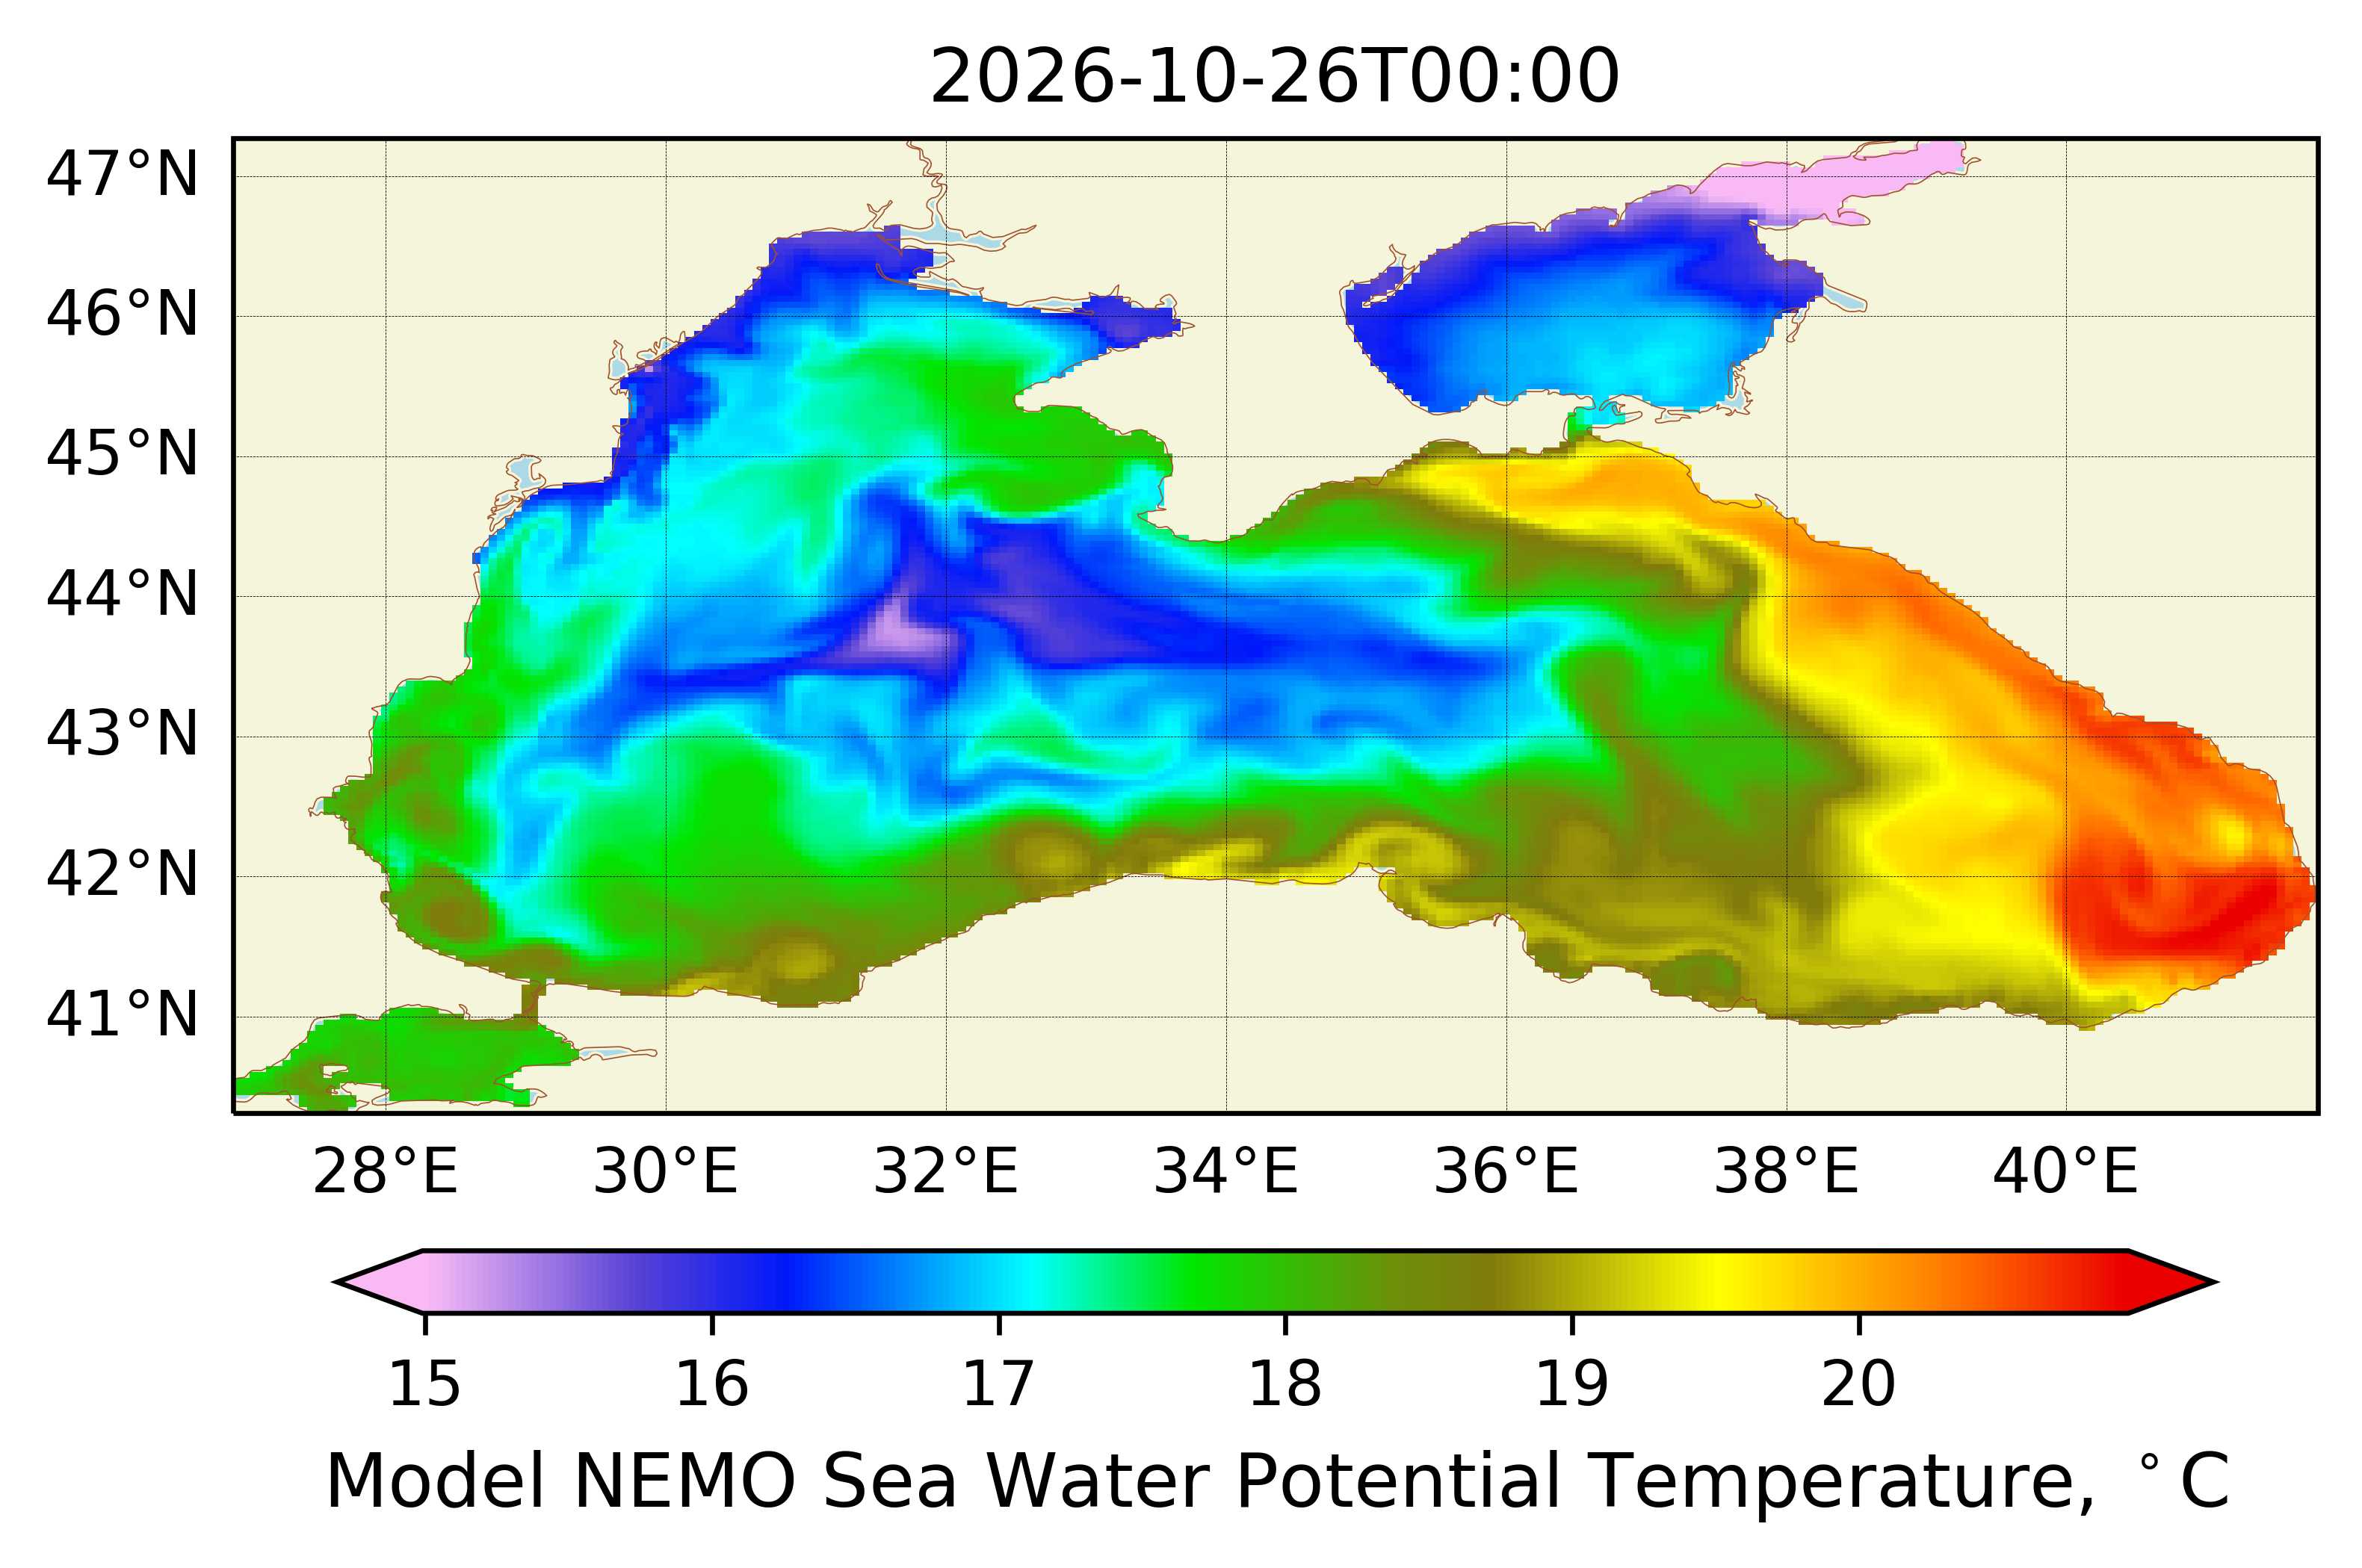 2026-10-26T00:00
47°N
46°N
45°N
44°N
43°N
42°N
41°N
28°E 30°E 32°E 34°E 36°E 38°E 40°E
15 16 17 18 19 20
Model NEMO Sea Water Potential Temperature, °C